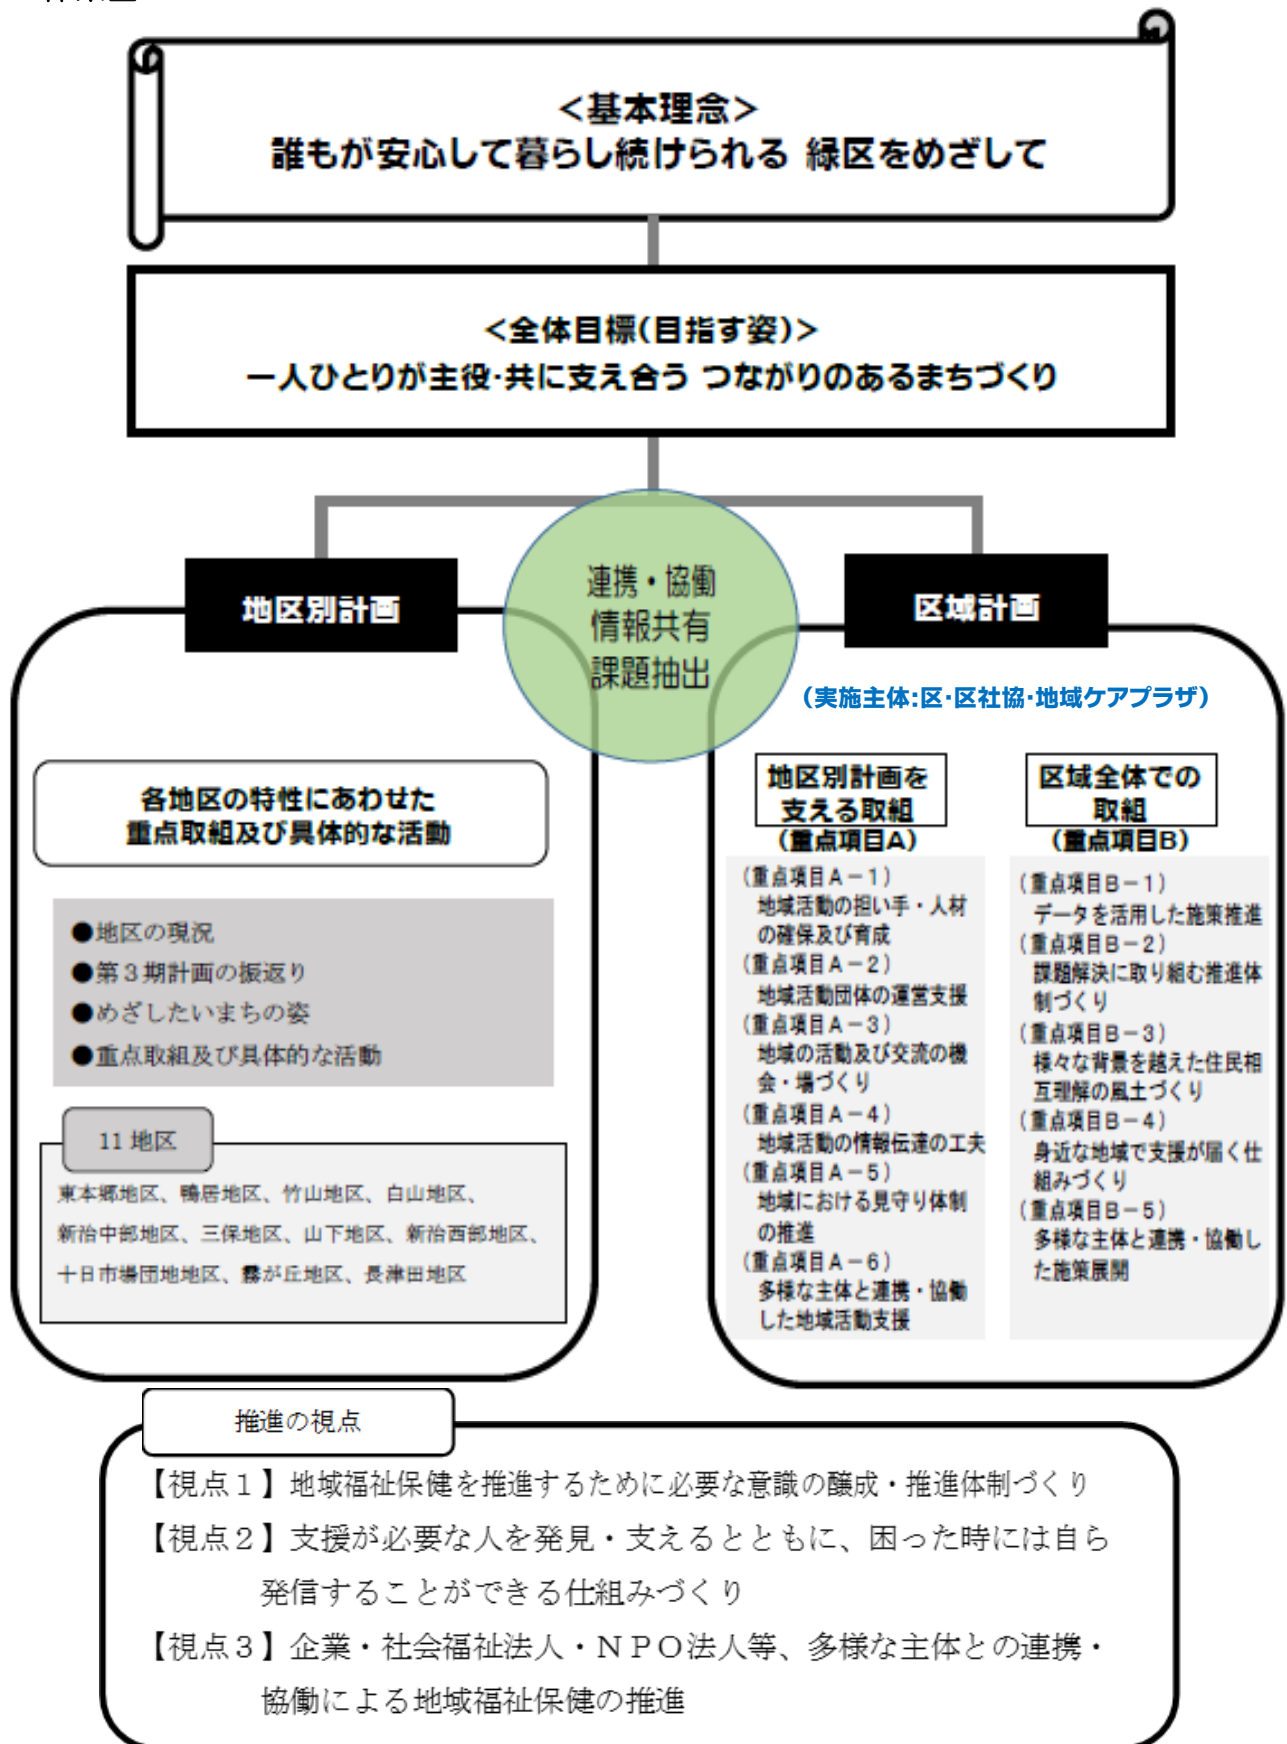 ＜基本理念＞
誰もが安心して暮らし続けられる 緑区をめざして
＜全体目標(目指す姿)＞
一人ひとりが主役・共に支え合う つながりのあるまちづくり
連携・協働
情報共有
課題抽出
地区別計画
各地区の特性にあわせた
重点取組及び具体的な活動
●地区の現況
●第３期計画の振返り
●めざしたいまちの姿
●重点取組及び具体的な活動
11 地区
東本郷地区、鴨居地区、竹山地区、白山地区、
新治中部地区、三保地区、山下地区、新治西部地区、
十日市場団地地区、霧が丘地区、長津田地区
区域計画
（実施主体：区・区社協・地域ケアプラザ）
地区別計画を
支える取組
（重点項目A）
（重点項目Ａ－１）
地域活動の担い手・人材
の確保及び育成
（重点項目Ａ－２）
地域活動団体の運営支援
（重点項目Ａ－３）
地域の活動及び交流の機
会・場づくり
（重点項目Ａ－４）
地域活動の情報伝達の工夫
（重点項目Ａ－５）
地域における見守り体制
の推進
（重点項目Ａ－６）
多様な主体と連携・協働
した地域活動支援
区域全体での
取組
（重点項目B）
（重点項目Ｂ－１）
データを活用した施策推進
（重点項目Ｂ－２）
課題解決に取り組む推進体
制づくり
（重点項目Ｂ－３）
様々な背景を越えた住民相
互理解の風土づくり
（重点項目Ｂ－４）
身近な地域で支援が届く仕
組みづくり
（重点項目Ｂ－５）
多様な主体と連携・協働し
た施策展開
推進の視点
【視点１】地域福祉保健を推進するために必要な意識の醸成・推進体制づくり
【視点２】支援が必要な人を発見・支えるとともに、困った時には自ら
発信することができる仕組みづくり
【視点３】企業・社会福祉法人・ＮＰＯ法人等、多様な主体との連携・
協働による地域福祉保健の推進